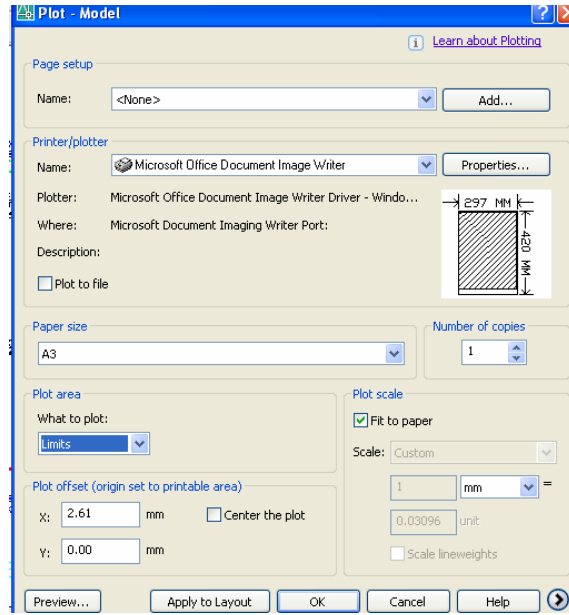 Plot - Model
Learn about Plotting
Page setup
Name: <None> Add...
Printer/plotter
Name: Microsoft Office Document Image Writer Properties...
Plotter: Microsoft Office Document Image Writer Driver - Windo...
Where: Microsoft Document Imaging Writer Port:
Description:
Plot to file
297 MM
420 MM
Paper size
A3
Number of copies
1
Plot area
What to plot:
Limits
Plot scale
Fit to paper
Scale: Custom
1 mm =
0.03096 unit
Scale lineweights
Plot offset (origin set to printable area)
X: 2.61 mm Center the plot
Y: 0.00 mm
Preview... Apply to Layout OK Cancel Help